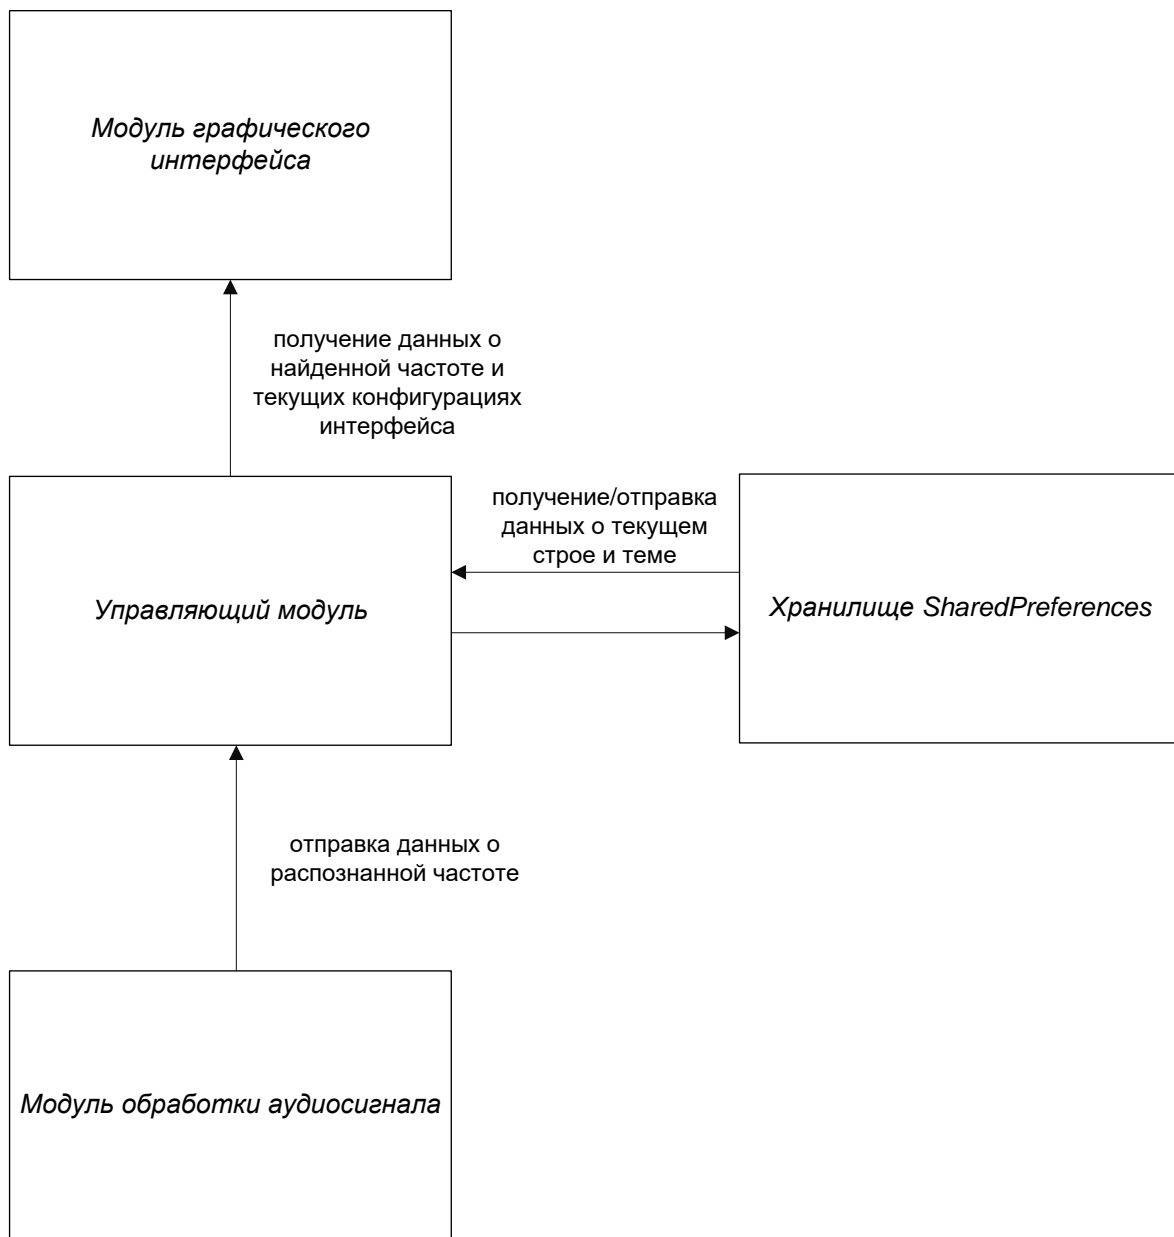 Модуль графического
интерфейса
получение данных о
найденной частоте и
текущих конфигурациях
интерфейса
получение/отправка
данных о текущем
строе и теме
Управляющий модуль
Хранилище SharedPreferences
отправка данных о
распознанной частоте
Модуль обработки аудиосигнала